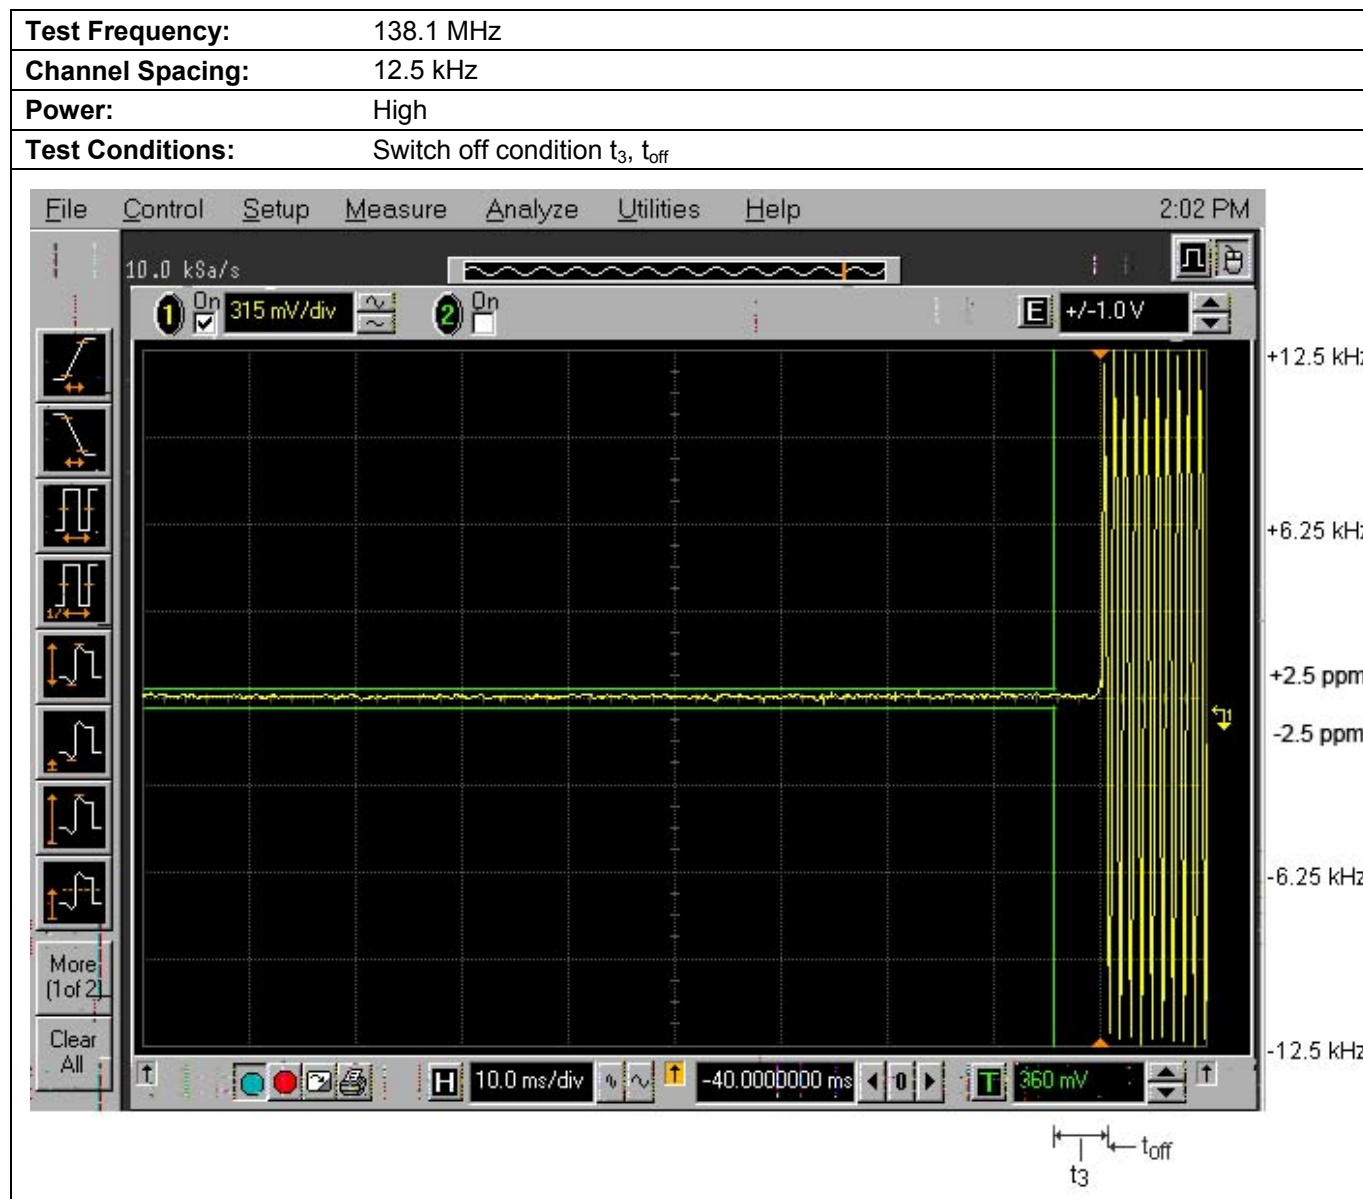 Test Frequency: 138.1 MHz
Channel Spacing: 12.5 kHz
Power: High
Test Conditions: Switch off condition t3, toff
File Control Setup Measure Analyze Utilities Help 2:02 PM
10.0 kSa/s
1 On 315 mV/div 2 On E +/-1.0 V
+12.5 kHz
+6.25 kHz
+2.5 ppm
-2.5 ppm
-6.25 kHz
-12.5 kHz
1/
More
(1 of 2)
Clear
All
H 10.0 ms/div -40.0000000 ms 0 T 360 mV
toff
t3